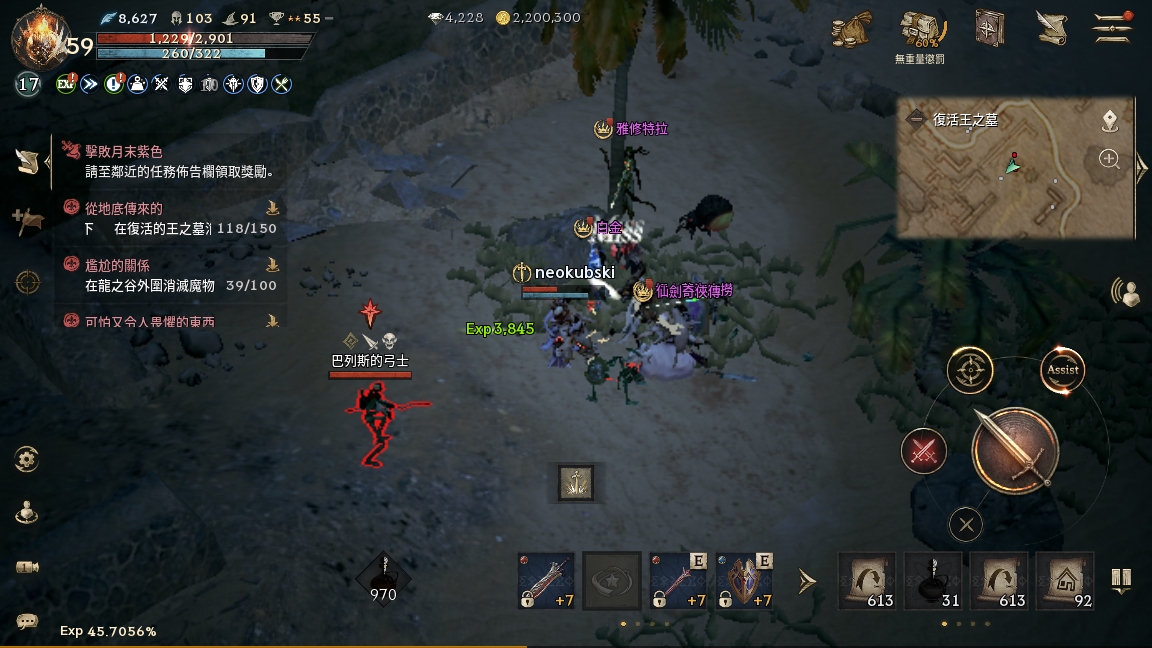 8,627 103 91 55
4,228 2,200,300
59
1,229/2,901
260/322
60%
無重量懲罰
17
EXP
復活王之墓
擊敗月末紫色
請至鄰近的任務佈告欄領取獎勵。
從地底傳來的
下 在復活的王之墓 118/150
尷尬的關係
在龍之谷外圍消滅魔物 39/100
可怕又令人畏懼的東西
雅修特拉
白金
neokubski
Exp 3,845
巴列斯的弓士
Assist
970
+7
E
+7
E
+7
613
31
613
92
Exp 45.7056%